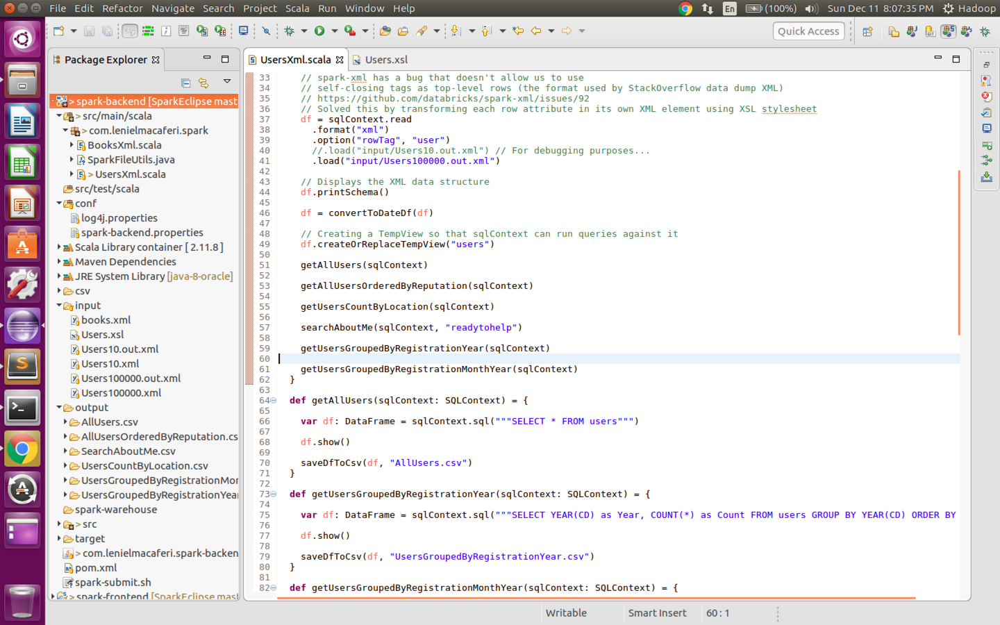 File Edit Refactor Navigate Search Project Scala Run Window Help
En (100%) Sun Dec 11 8:07:35 PM Hadoop
Quick Access
Package Explorer
> spark-backend [SparkEclipse mast
> src/main/scala
> com.lenielmacaferi.spark
BooksXml.scala
SparkFileUtils.java
> UsersXml.scala
src/test/scala
conf
log4j.properties
spark-backend.properties
Scala Library container [ 2.11.8 ]
Maven Dependencies
JRE System Library [java-8-oracle]
csv
input
books.xml
Users.xsl
Users10.out.xml
Users10.xml
Users100000.out.xml
Users100000.xml
output
AllUsers.csv
AllUsersOrderedByReputation.cs
SearchAboutMe.csv
UsersCountByLocation.csv
UsersGroupedByRegistrationMor
UsersGroupedByRegistrationYear
spark-warehouse
> src
target
> com.lenielmacaferi.spark-backen
pom.xml
spark-submit.sh
> spark-frontend [SparkEclipse mast
UsersXml.scala Users.xsl
33 // spark-xml has a bug that doesn't allow us to use
34 // self-closing tags as top-level rows (the format used by StackOverflow data dump XML)
35 // https://github.com/databricks/spark-xml/issues/92
36 // Solved this by transforming each row attribute in its own XML element using XSL stylesheet
37 df = sqlContext.read
38 .format("xml")
39 .option("rowTag", "user")
40 //.load("input/Users10.out.xml") // For debugging purposes...
41 .load("input/Users100000.out.xml")
42
43 // Displays the XML data structure
44 df.printSchema()
45
46 df = convertToDateDf(df)
47
48 // Creating a TempView so that sqlContext can run queries against it
49 df.createOrReplaceTempView("users")
50
51 getAllUsers(sqlContext)
52
53 getAllUsersOrderedByReputation(sqlContext)
54
55 getUsersCountByLocation(sqlContext)
56
57 searchAboutMe(sqlContext, "readytohelp")
58
59 getUsersGroupedByRegistrationYear(sqlContext)
60
61 getUsersGroupedByRegistrationMonthYear(sqlContext)
62 }
63
64 def getAllUsers(sqlContext: SQLContext) = {
65
66 var df: DataFrame = sqlContext.sql("""SELECT * FROM users""")
67
68 df.show()
69
70 saveDfToCsv(df, "AllUsers.csv")
71 }
72
73 def getUsersGroupedByRegistrationYear(sqlContext: SQLContext) = {
74
75 var df: DataFrame = sqlContext.sql("""SELECT YEAR(CD) as Year, COUNT(*) as Count FROM users GROUP BY YEAR(CD) ORDER BY
76
77 df.show()
78
79 saveDfToCsv(df, "UsersGroupedByRegistrationYear.csv")
80 }
81
82 def getUsersGroupedByRegistrationMonthYear(sqlContext: SQLContext) = {
Writable Smart Insert 60 : 1